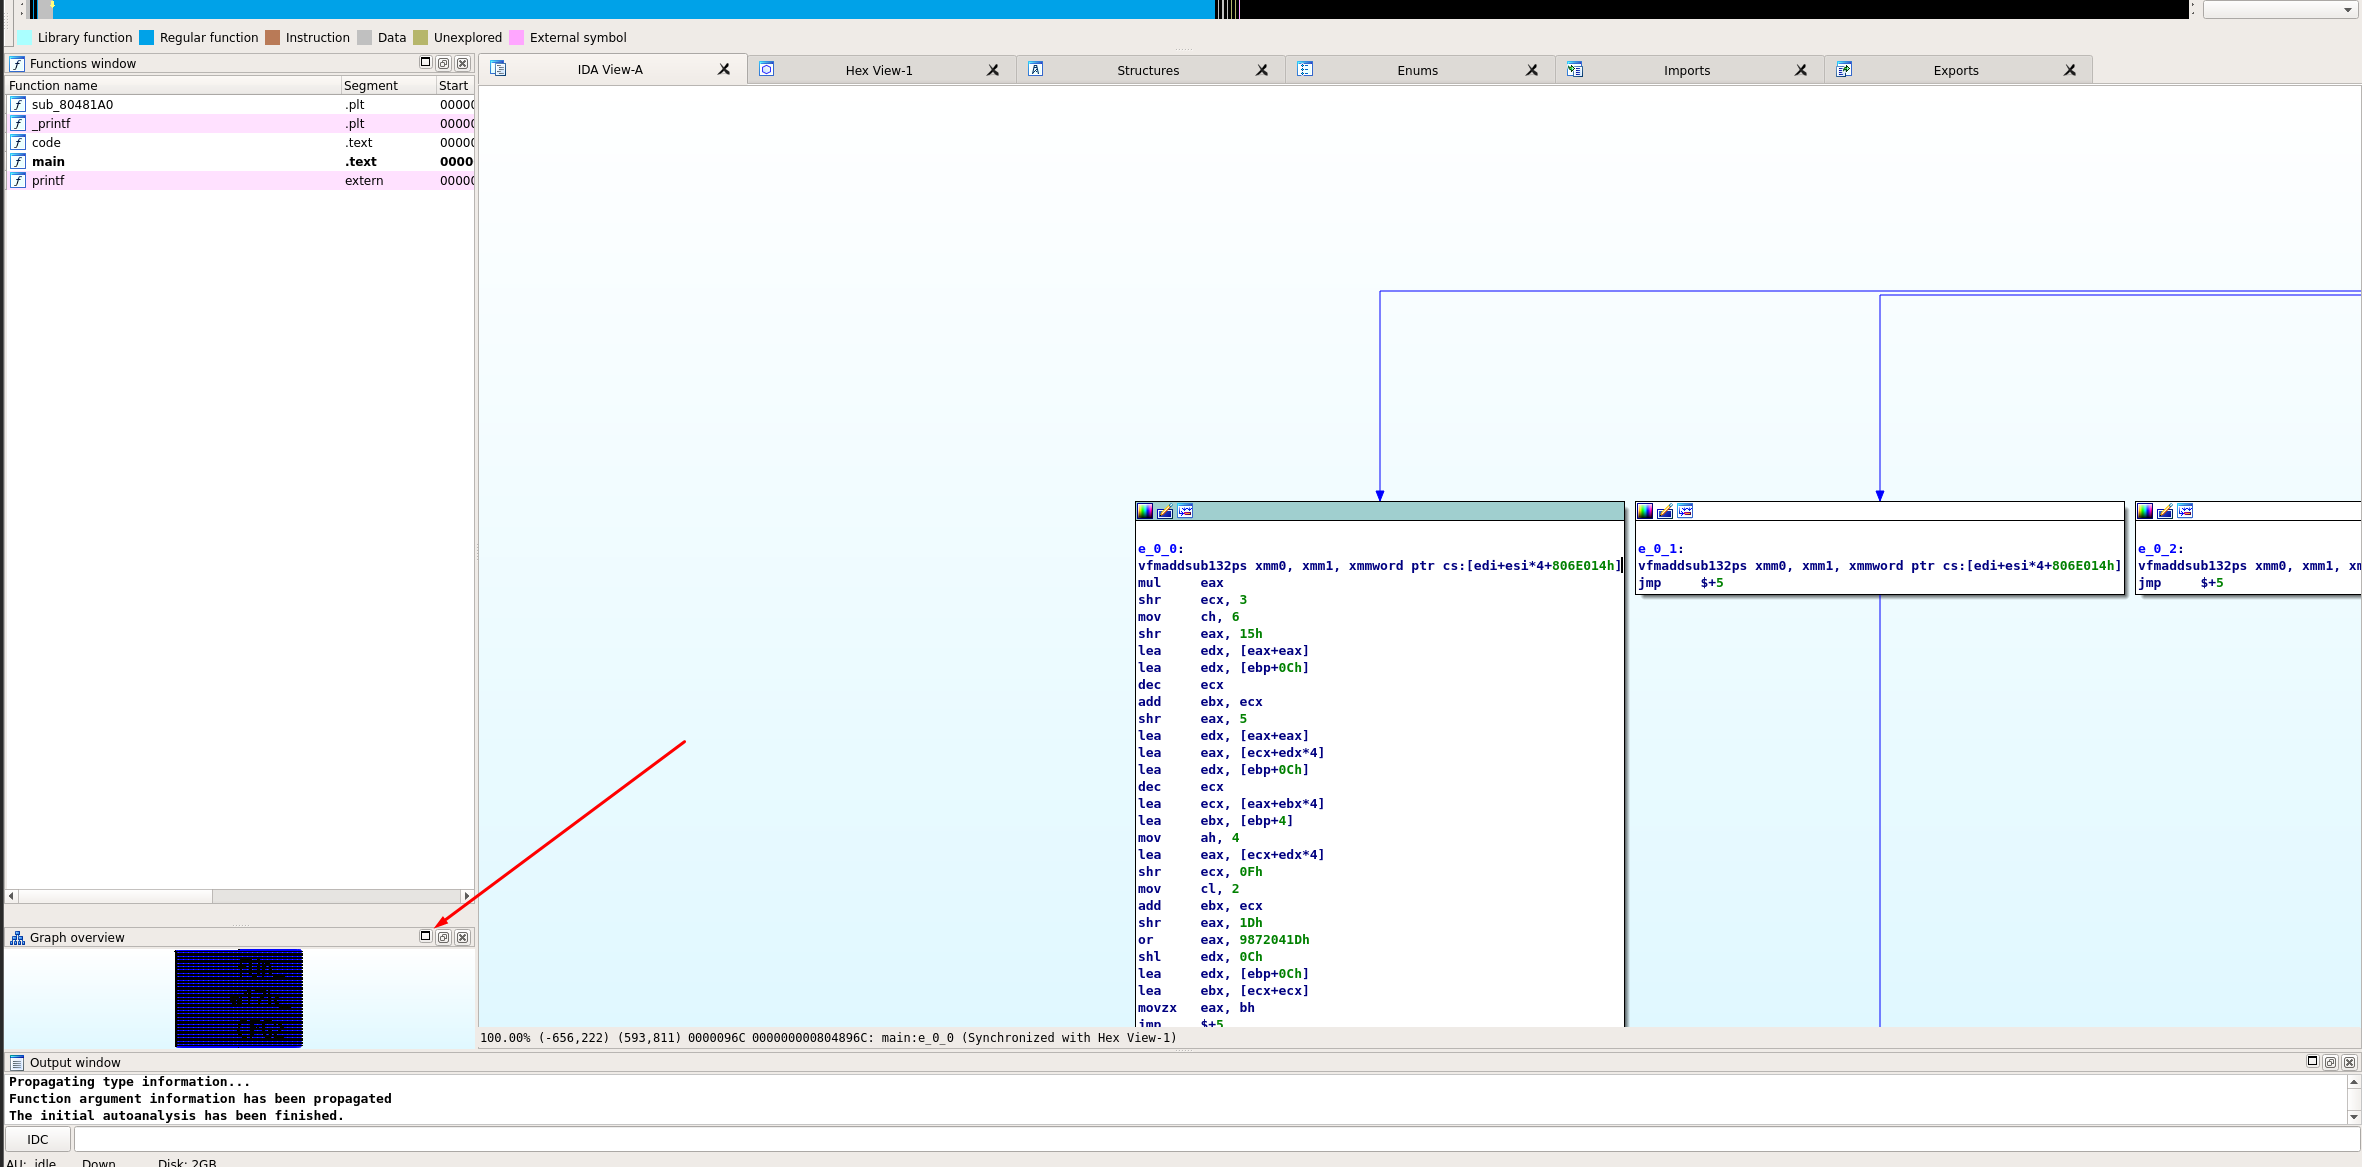 Library function Regular function Instruction Data Unexplored External symbol
Functions window
Function name Segment Start
sub_80481A0 .plt 0000
_printf .plt 0000
code .text 0000
main .text 0000
printf extern 0000
IDA View-A Hex View-1 Structures Enums Imports Exports
e_0_0:
vfmaddsub132ps xmm0, xmm1, xmmword ptr cs:[edi+esi*4+806E014h]
mul eax
shr ecx, 3
mov ch, 6
shr eax, 15h
lea edx, [eax+eax]
lea edx, [ebp+0Ch]
dec ecx
add ebx, ecx
shr eax, 5
lea edx, [eax+eax]
lea eax, [ecx+edx*4]
lea edx, [ebp+0Ch]
dec ecx
lea ecx, [eax+ebx*4]
lea ebx, [ebp+4]
mov ah, 4
lea eax, [ecx+edx*4]
shr ecx, 0Fh
mov cl, 2
add ebx, ecx
shr eax, 1Dh
or eax, 9872041Dh
shl edx, 0Ch
lea edx, [ebp+0Ch]
lea ebx, [ecx+ecx]
movzx eax, bh
jmp $+5
e_0_1:
vfmaddsub132ps xmm0, xmm1, xmmword ptr cs:[edi+esi*4+806E014h]
jmp $+5
e_0_2:
vfmaddsub132ps xmm0, xmm1, xm
jmp $+5
100.00% (-656,222) (593,811) 0000096C 000000000804896C: main:e_0_0 (Synchronized with Hex View-1)
Graph overview
Output window
Propagating type information...
Function argument information has been propagated
The initial autoanalysis has been finished.
IDC
AU: idle Down Disk: 2GB